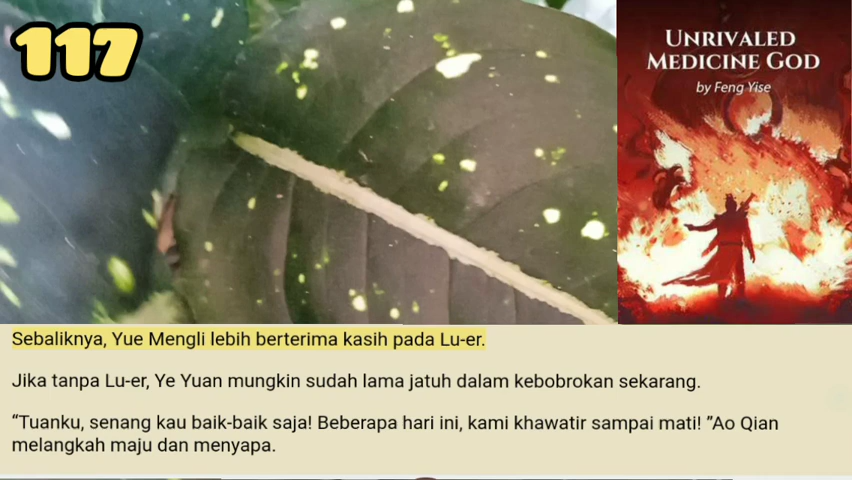 117
UNRIVALED
MEDICINE GOD
by Feng Yise
Sebaliknya, Yue Mengli lebih berterima kasih pada Lu-er.
Jika tanpa Lu-er, Ye Yuan mungkin sudah lama jatuh dalam kebobrokan sekarang.
“Tuanku, senang kau baik-baik saja! Beberapa hari ini, kami khawatir sampai mati! ”Ao Qian
melangkah maju dan menyapa.